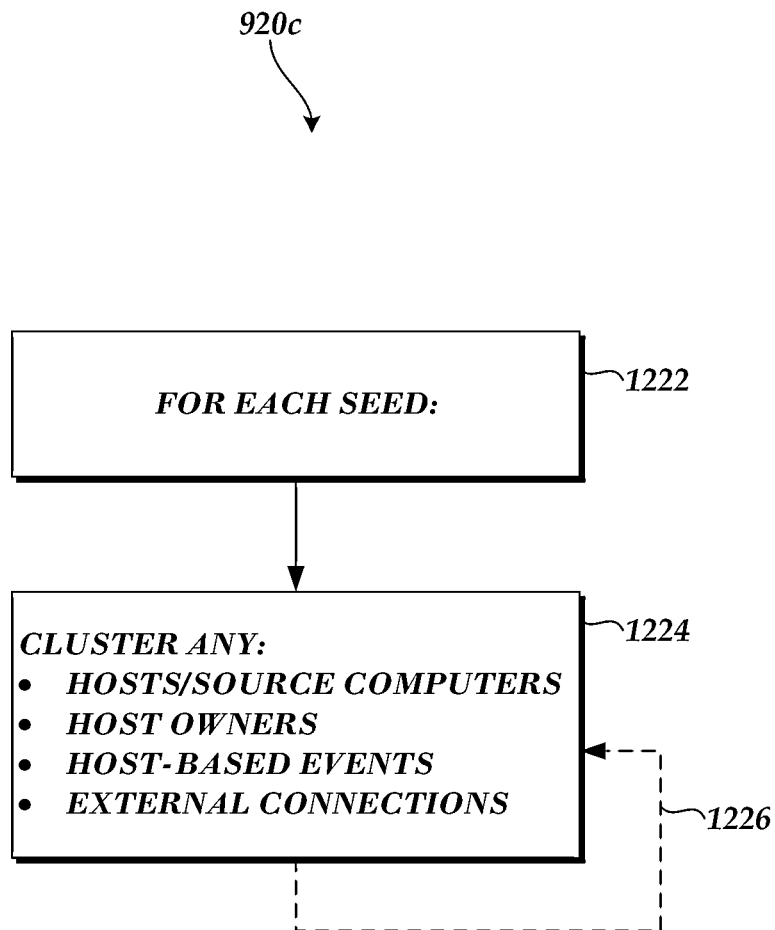 920c
FOR EACH SEED:
1222
CLUSTER ANY:
• HOSTS/SOURCE COMPUTERS
• HOST OWNERS
• HOST-BASED EVENTS
• EXTERNAL CONNECTIONS
1224
1226